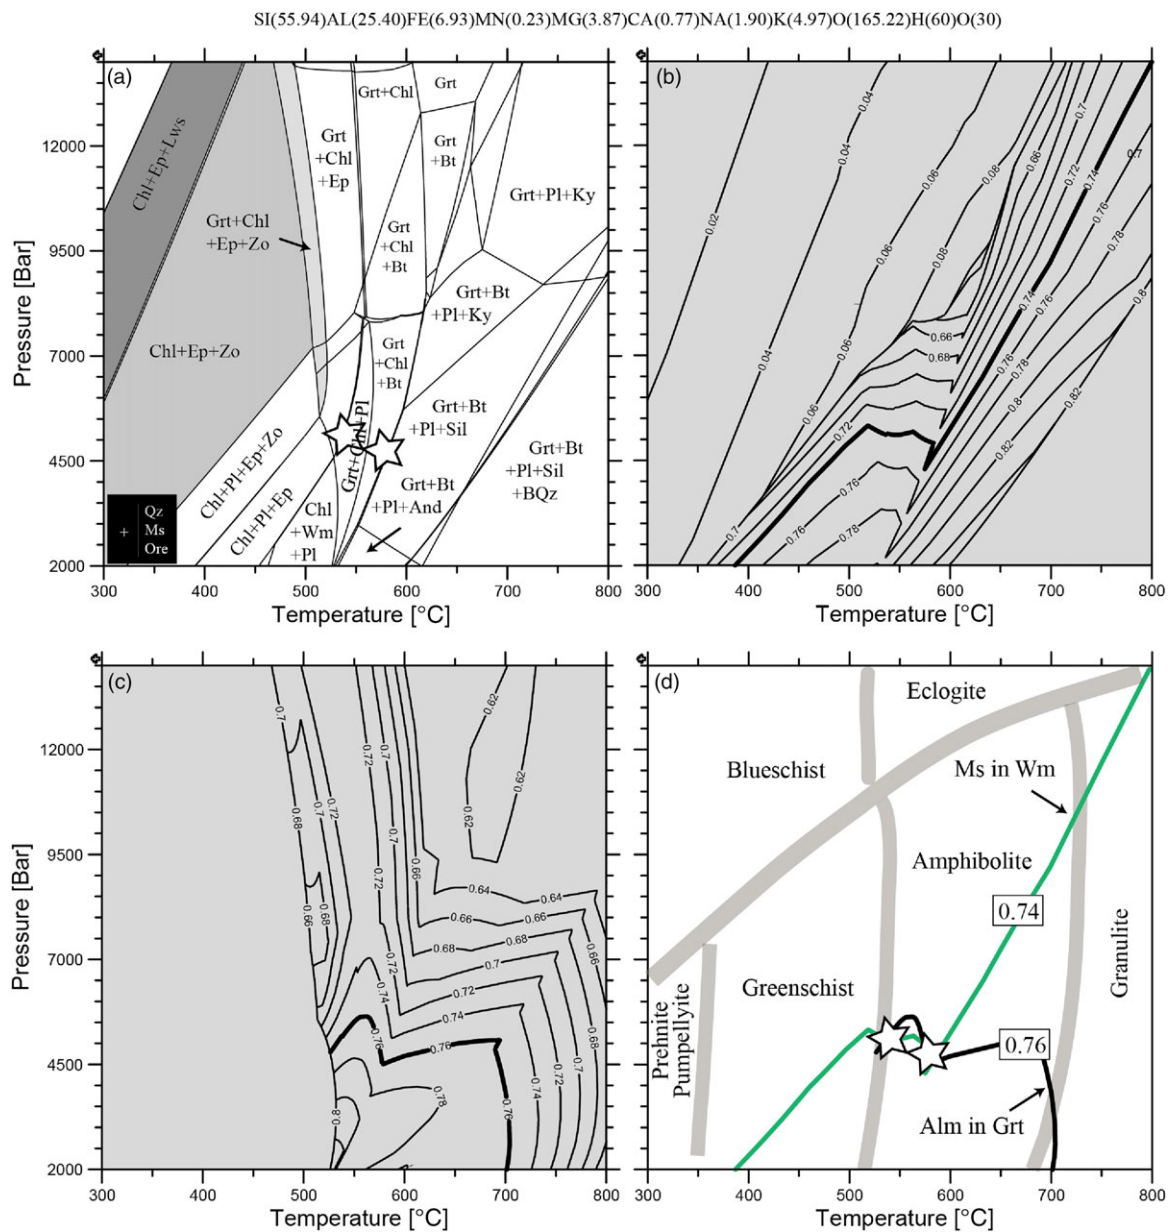 SI(55.94)AL(25.40)FE(6.93)MN(0.23)MG(3.87)CA(0.77)NA(1.90)K(4.97)O(165.22)H(60)O(30)
(a)
Pressure [Bar]
12000
9500
7000
4500
2000
300
400
500
600
700
800
Temperature [°C]
Chl+Ep+Lws
Grt+Chl
+Ep+Zo
Chl+Ep+Zo
Grt
+Chl
+Ep
Grt+Chl
Grt
Grt
+Bt
Grt+Pl+Ky
Grt
+Chl
+Bt
Grt+Bt
+Pl+Ky
Grt
+Chl
+Bt
Grt+Chl+Pl
Grt+Bt
+Pl+Sil
Grt+Bt
+Pl+Sil
+BQz
Grt+Bt
+Pl+And
Chl+Pl+Ep+Zo
Chl+Pl+Ep
Chl
+Wm
+Pl
+
Qz
Ms
Ore
(b)
0.02
0.04
0.04
0.04
0.06
0.06
0.06
0.06
0.08
0.08
0.7
0.66
0.72
0.74
0.7
0.76
0.78
0.8
0.66
0.68
0.74
0.76
0.72
0.76
0.78
0.8
0.82
0.76
0.82
0.7
0.76
0.78
300
400
500
600
700
800
Temperature [°C]
(c)
Pressure [Bar]
12000
9500
7000
4500
2000
0.7
0.68
0.7
0.72
0.72
0.7
0.66
0.62
0.62
0.62
0.66
0.68
0.72
0.64
0.64
0.66
0.66
0.68
0.68
0.7
0.72
0.72
0.74
0.74
0.76
0.76
0.76
0.76
0.78
0.8
0.74
0.72
0.7
0.68
0.66
300
400
500
600
700
800
Temperature [°C]
(d)
Eclogite
Blueschist
Ms in Wm
Amphibolite
0.74
Greenschist
Granulite
Prehnite
Pumpellyite
0.76
Alm in Grt
300
400
500
600
700
800
Temperature [°C]